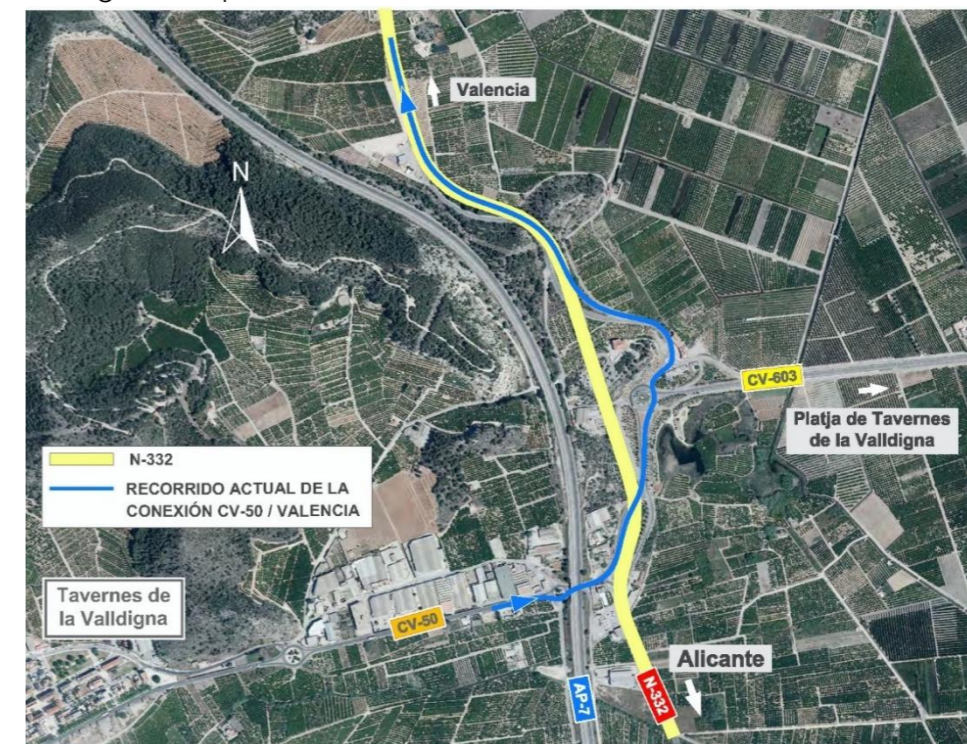 Valencia
N
CV-603
Platja de Tavernes
de la Valldigna
N-332
RECORRIDO ACTUAL DE LA
CONEXIÓN CV-50 / VALENCIA
Tavernes de
la Valldigna
CV-50
Alicante
AP-7
N-332